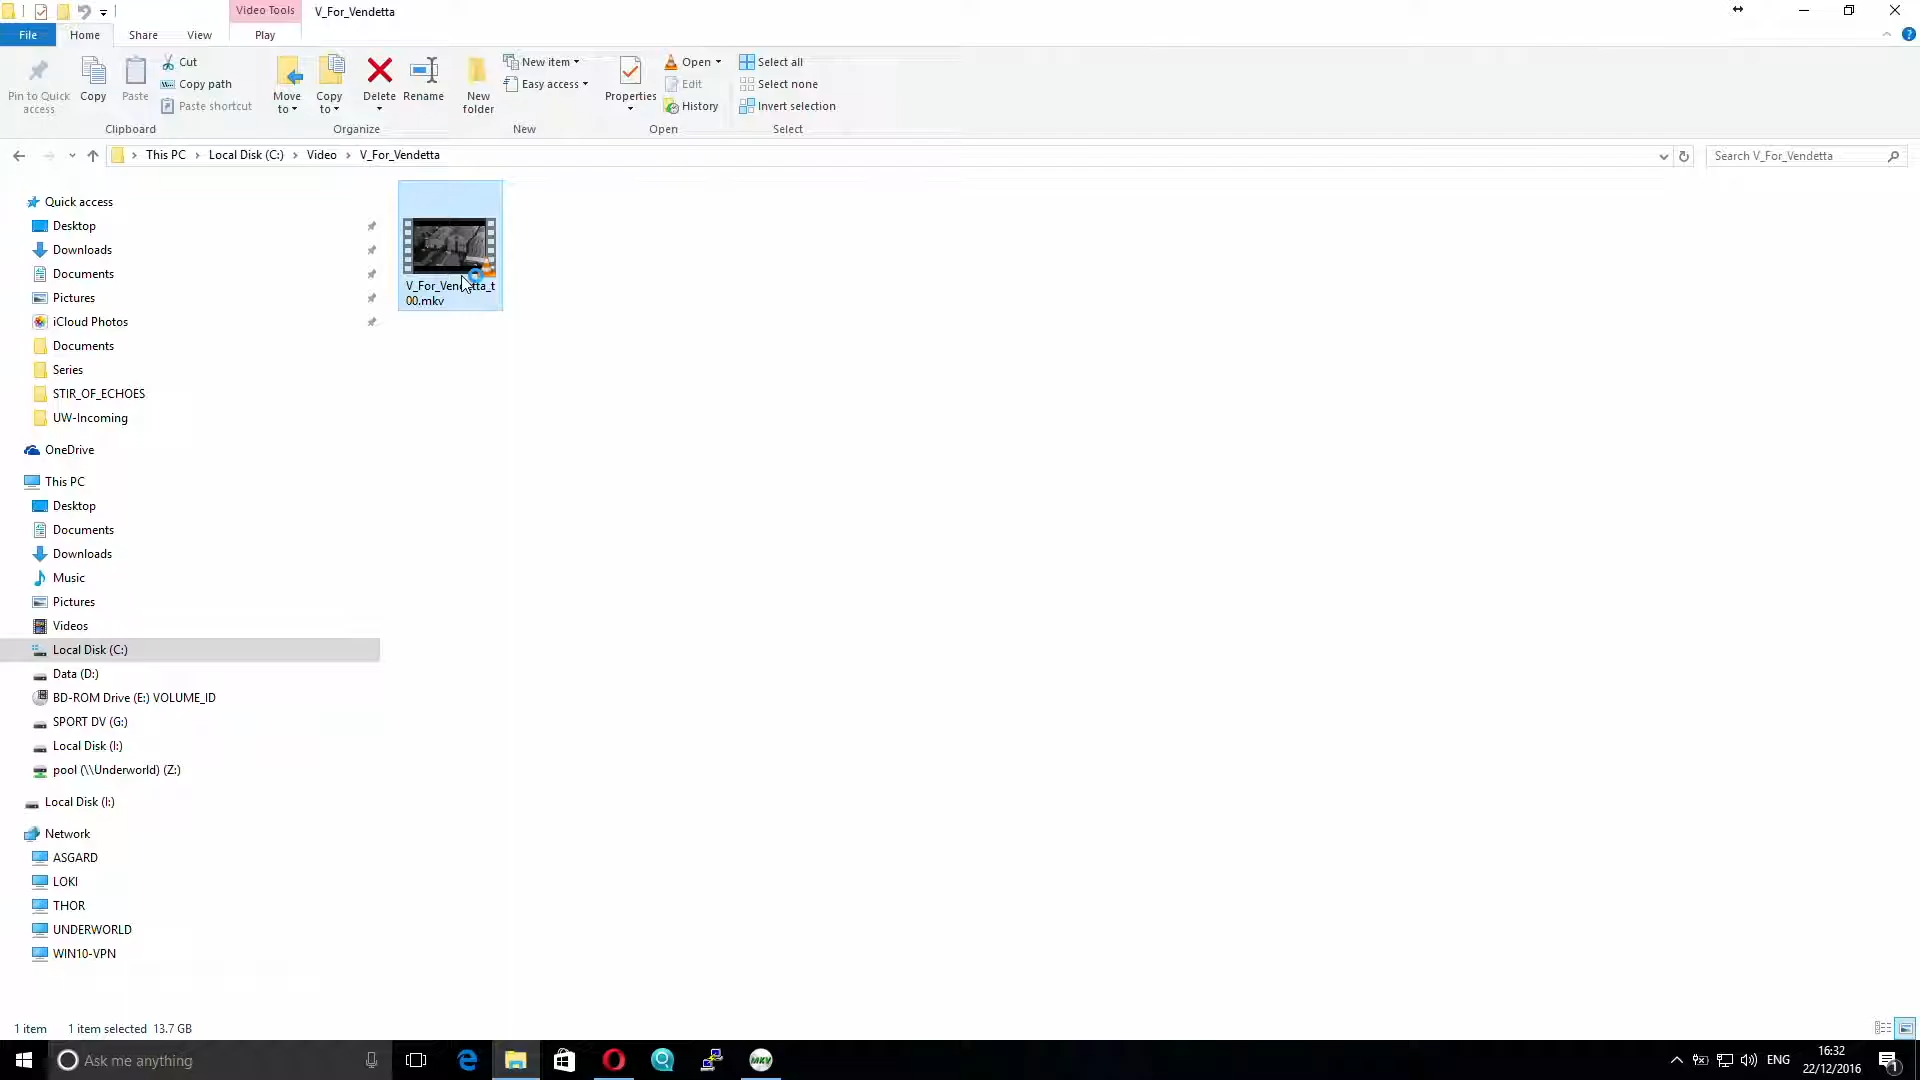 Video Tools
V_For_Vendetta
File
Home
Share
View
Play
Pin to Quick
access
Copy
Paste
Cut
Copy path
Paste shortcut
Clipboard
Move
to
Copy
to
Delete
Rename
Organize
New
folder
New item
Easy access
New
Properties
Open
Edit
History
Open
Select all
Select none
Invert selection
Select
This PC
Local Disk (C:)
Video
V_For_Vendetta
Search V_For_Vendetta
Quick access
Desktop
Downloads
Documents
Pictures
iCloud Photos
Documents
Series
STIR_OF_ECHOES
UW-Incoming
OneDrive
This PC
Desktop
Documents
Downloads
Music
Pictures
Videos
Local Disk (C:)
Data (D:)
BD-ROM Drive (E:) VOLUME_ID
SPORT DV (G:)
Local Disk (I:)
pool (\\Underworld) (Z:)
Local Disk (I:)
Network
ASGARD
LOKI
THOR
UNDERWORLD
WIN10-VPN
V_For_Vendetta_t
00.mkv
1 item
1 item selected 13.7 GB
Ask me anything
MKV
ENG
16:32
22/12/2016
1